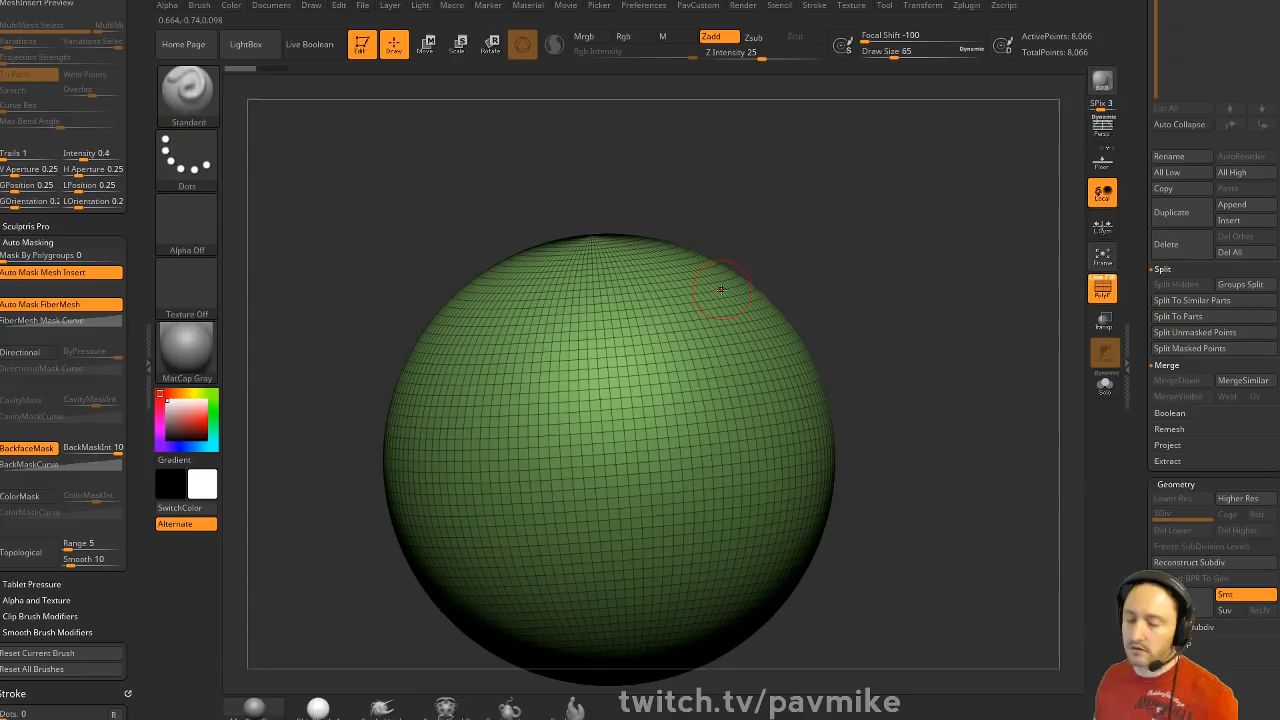 MeshInsert Preview
MultiMesh Select
Variations Variations Selec
Projection Strength
Tri Parts Weld Points
Stretch Overlap
Curve Res
Max Bend Angle
Trails 1 Intensity 0.4
V Aperture 0.25 H Aperture 0.25
GPosition 0.25 LPosition 0.25
GOrientation 0.2 LOrientation 0.2
Sculptris Pro
Auto Masking
Mask By Polygroups 0
Auto Mask Mesh Insert
Auto Mask FiberMesh
FiberMesh Mask Curve
Directional ByPressure
DirectionalMask Curve
CavityMask CavityMaskInt
CavityMaskCurve
BackfaceMask BackMaskInt 10
BackMaskCurve
ColorMask ColorMaskInt
ColorMaskCurve
Topological Range 5
Smooth 10
Tablet Pressure
Alpha and Texture
Clip Brush Modifiers
Smooth Brush Modifiers
Reset Current Brush
Reset All Brushes
Stroke
Dots. 0 R
Alpha Brush Color Document Draw Edit File Layer Light Macro Marker Material Movie Picker Preferences PavCustom Render Stencil Stroke Texture Tool Transform Zplugin Zscript
0.664,-0.74,0.098
Home Page LightBox Live Boolean
Edit Draw Move Scale Rotate
Mrgb Rgb M Zadd Zsub Zcut
Rgb Intensity Z Intensity 25
S Focal Shift -100
Draw Size 65 Dynamic
D
ActivePoints: 8,066
TotalPoints: 8,066
Standard
Dots
Alpha Off
Texture Off
MatCap Gray
Gradient
SwitchColor
Alternate
BPR
SPix 3
Dynamic
Persp
Floor
Local
L.Sym
Frame
Line Fill
PolyF
Transp
Dynamic
Solo
List All
Auto Collapse
Rename AutoReorder
All Low All High
Copy Paste
Duplicate Append
Insert
Delete Del Other
Del All
Split
Split Hidden Groups Split
Split To Similar Parts
Split To Parts
Split Unmasked Points
Split Masked Points
Merge
MergeDown MergeSimilar
MergeVisible Weld Uv
Boolean
Remesh
Project
Extract
Geometry
Lower Res Higher Res
SDiv Cage Rstr
Del Lower Del Higher
Freeze SubDivision Levels
Reconstruct Subdiv
BPR To Geo
Smt
Suv ReUV
twitch.tv/pavmike